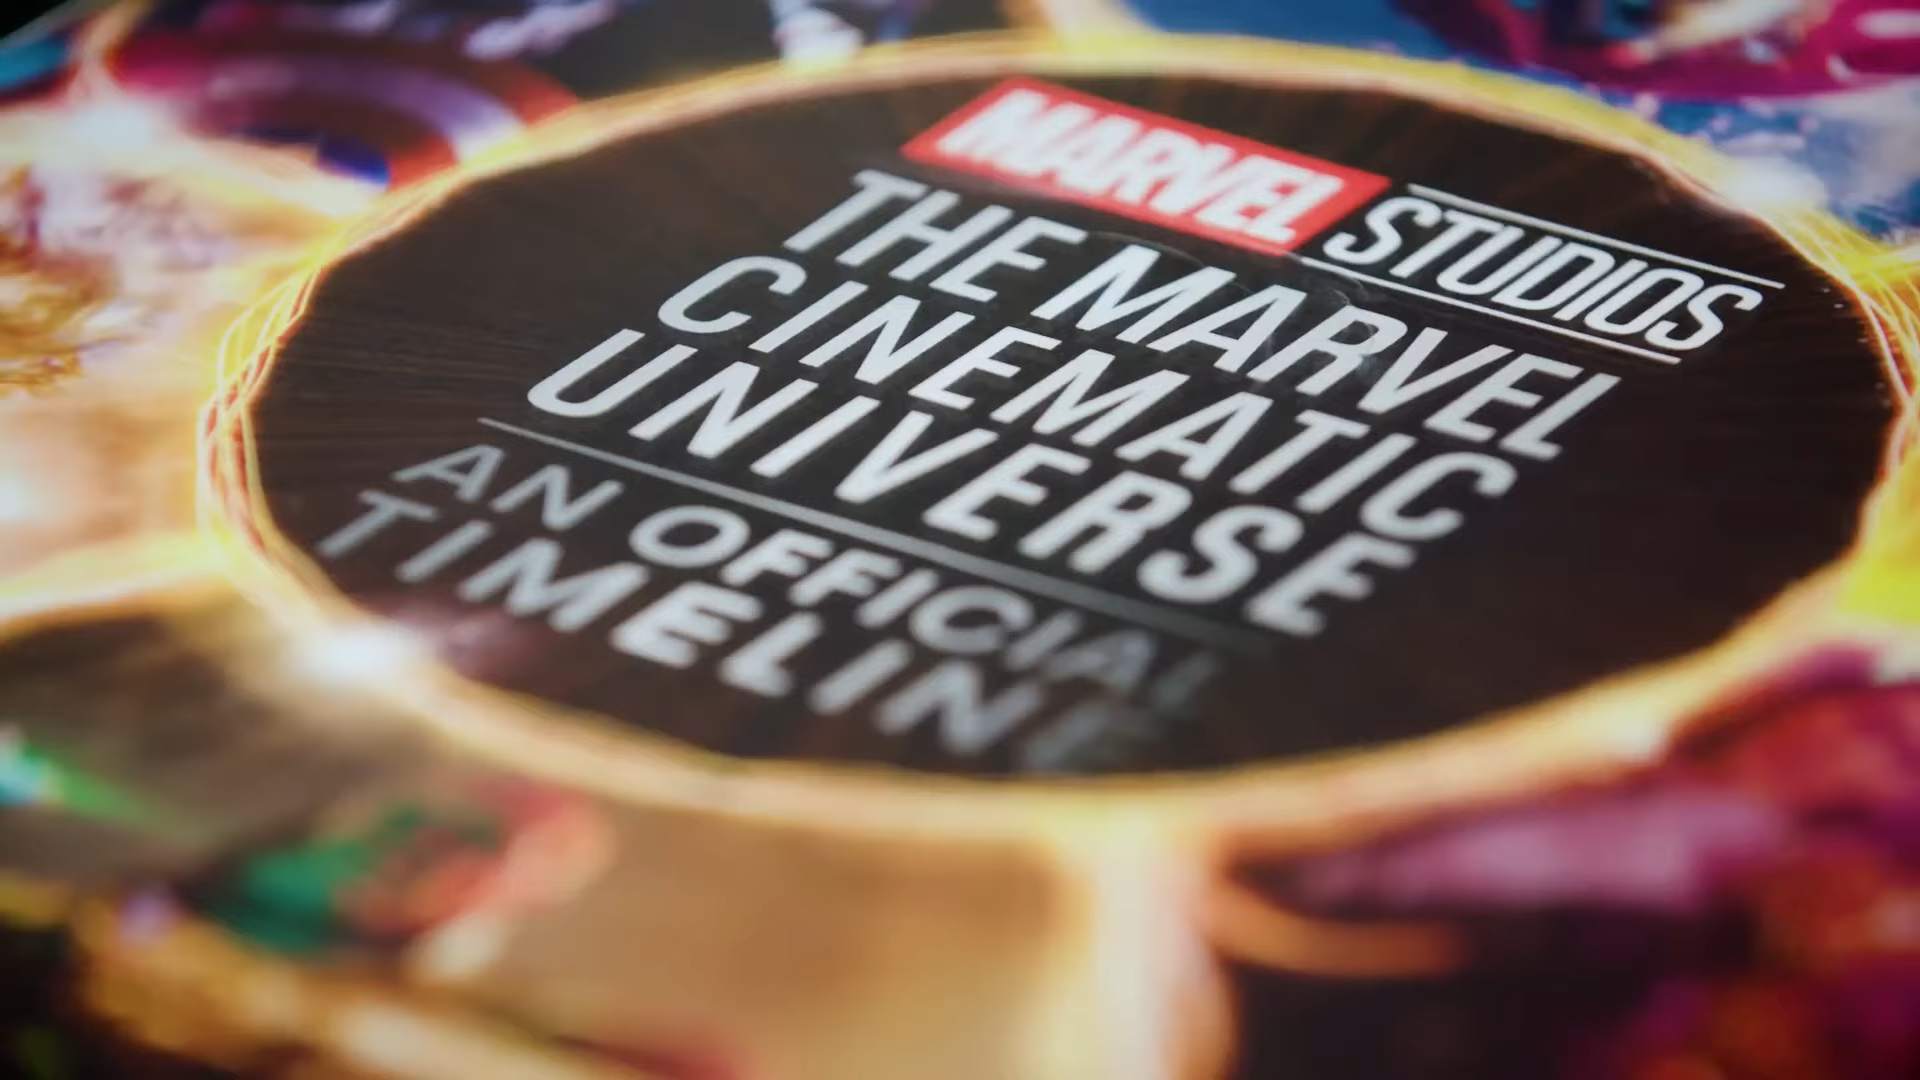 MARVEL STUDIOS
THE MARVEL
CINEMATIC
UNIVERSE
AN OFFICIAL
TIMELINE